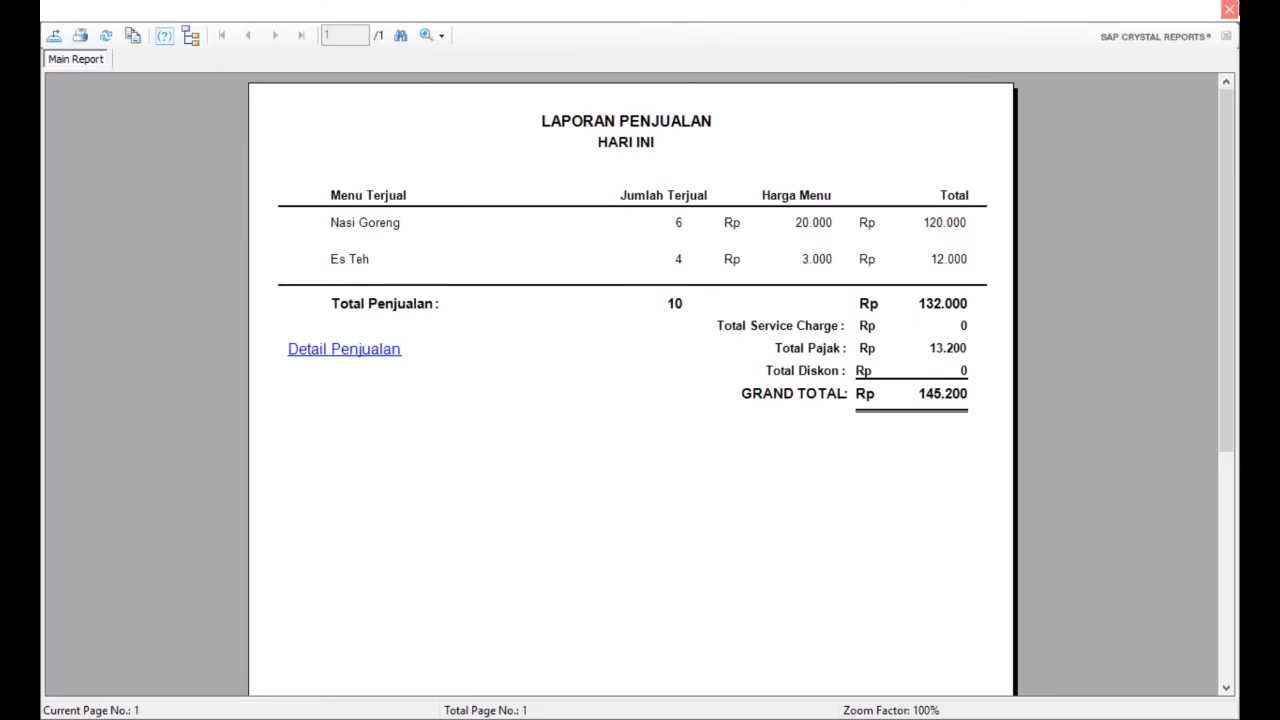 1 /1 SAP CRYSTAL REPORTS®
Main Report
LAPORAN PENJUALAN
HARI INI
Menu Terjual Jumlah Terjual Harga Menu Total
Nasi Goreng 6 Rp 20.000 Rp 120.000
Es Teh 4 Rp 3.000 Rp 12.000
Total Penjualan : 10 Rp 132.000
Total Service Charge : Rp 0
Detail Penjualan Total Pajak : Rp 13.200
Total Diskon : Rp 0
GRAND TOTAL: Rp 145.200
Current Page No.: 1 Total Page No.: 1 Zoom Factor: 100%